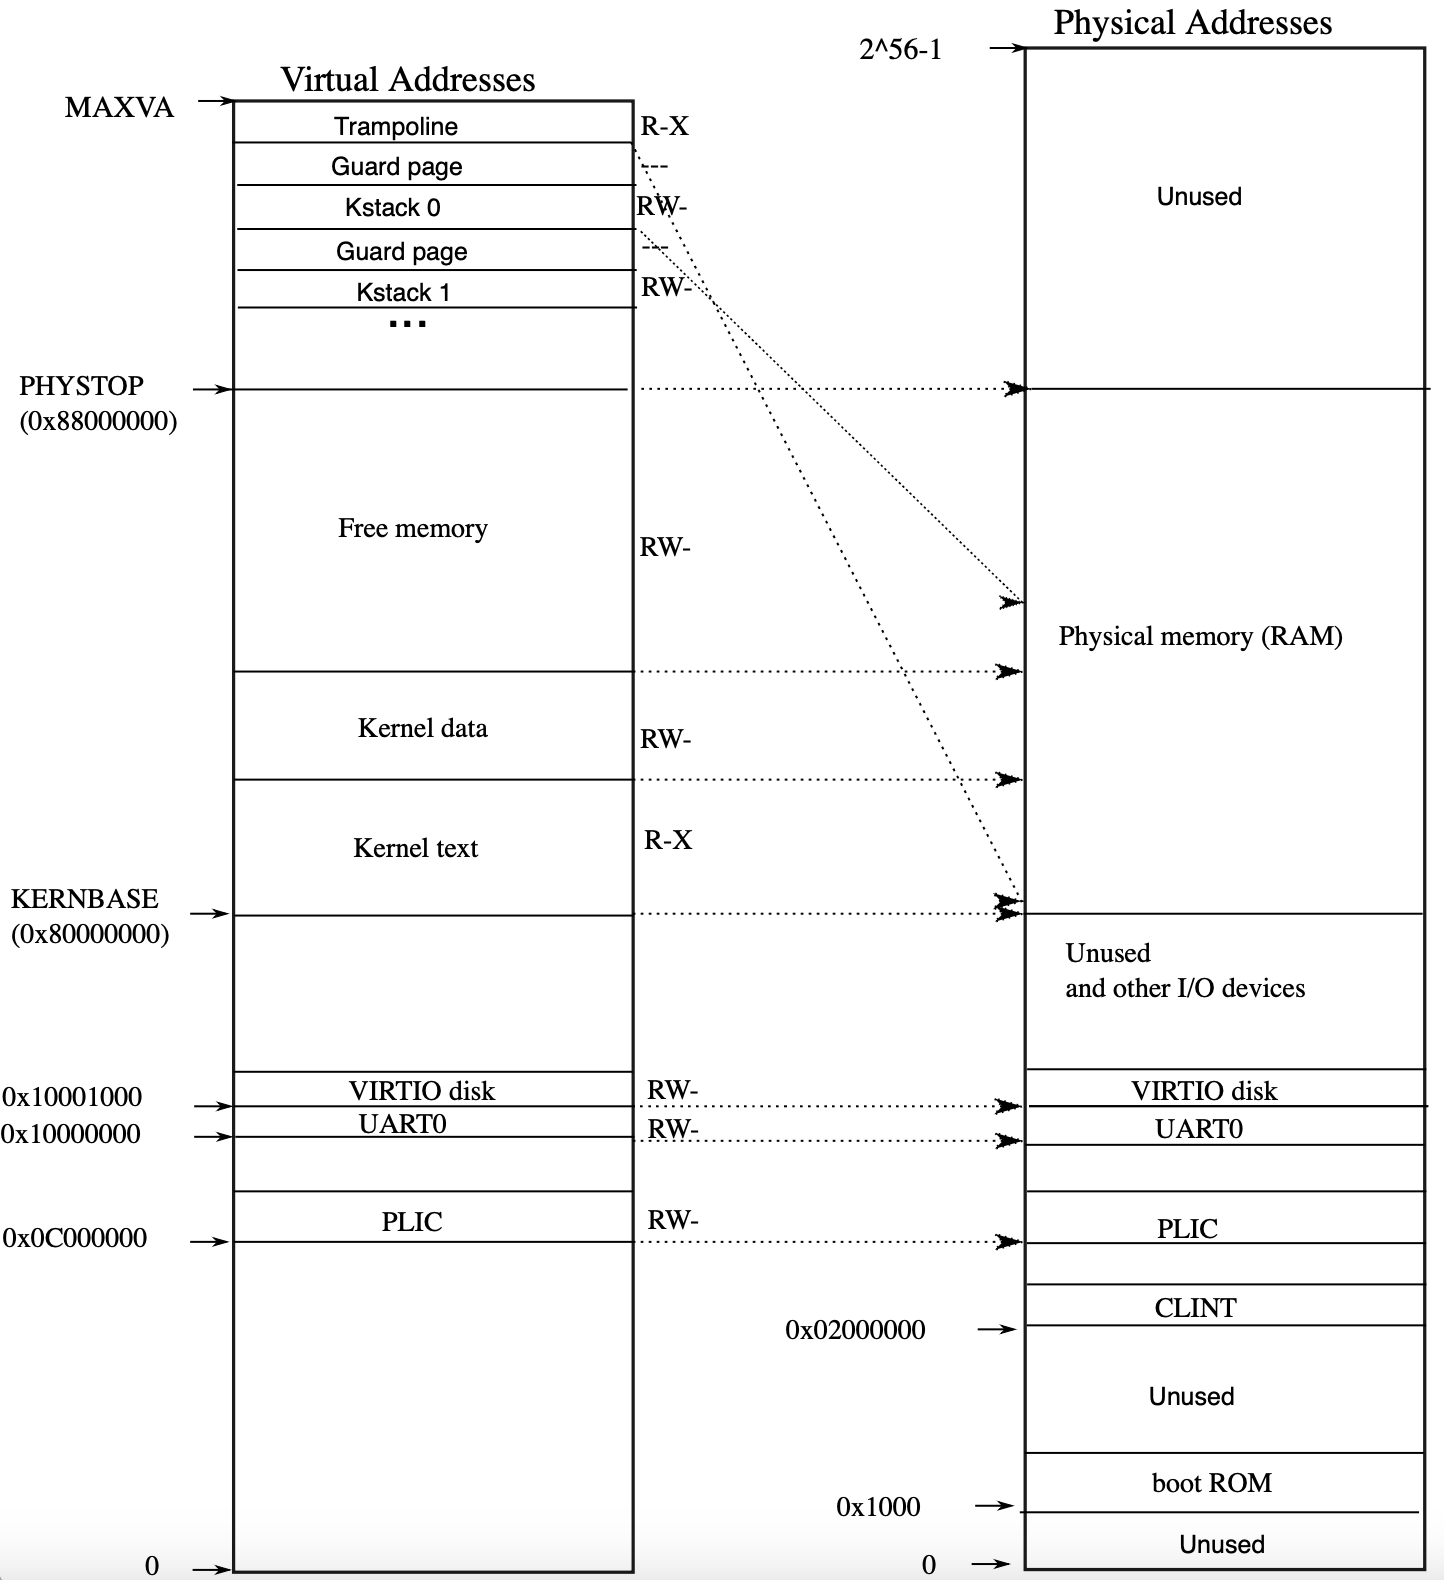 Physical Addresses
2^56-1
Virtual Addresses
MAXVA
Trampoline
R-X
Guard page
---
Unused
Kstack 0
RW-
Guard page
---
Kstack 1
RW-
...
PHYSTOP
(0x88000000)
Free memory
RW-
Physical memory (RAM)
Kernel data
RW-
Kernel text
R-X
KERNBASE
(0x80000000)
Unused
and other I/O devices
0x10001000
VIRTIO disk
RW-
VIRTIO disk
0x10000000
UART0
RW-
UART0
0x0C000000
PLIC
RW-
PLIC
CLINT
0x02000000
Unused
boot ROM
0x1000
Unused
0
0